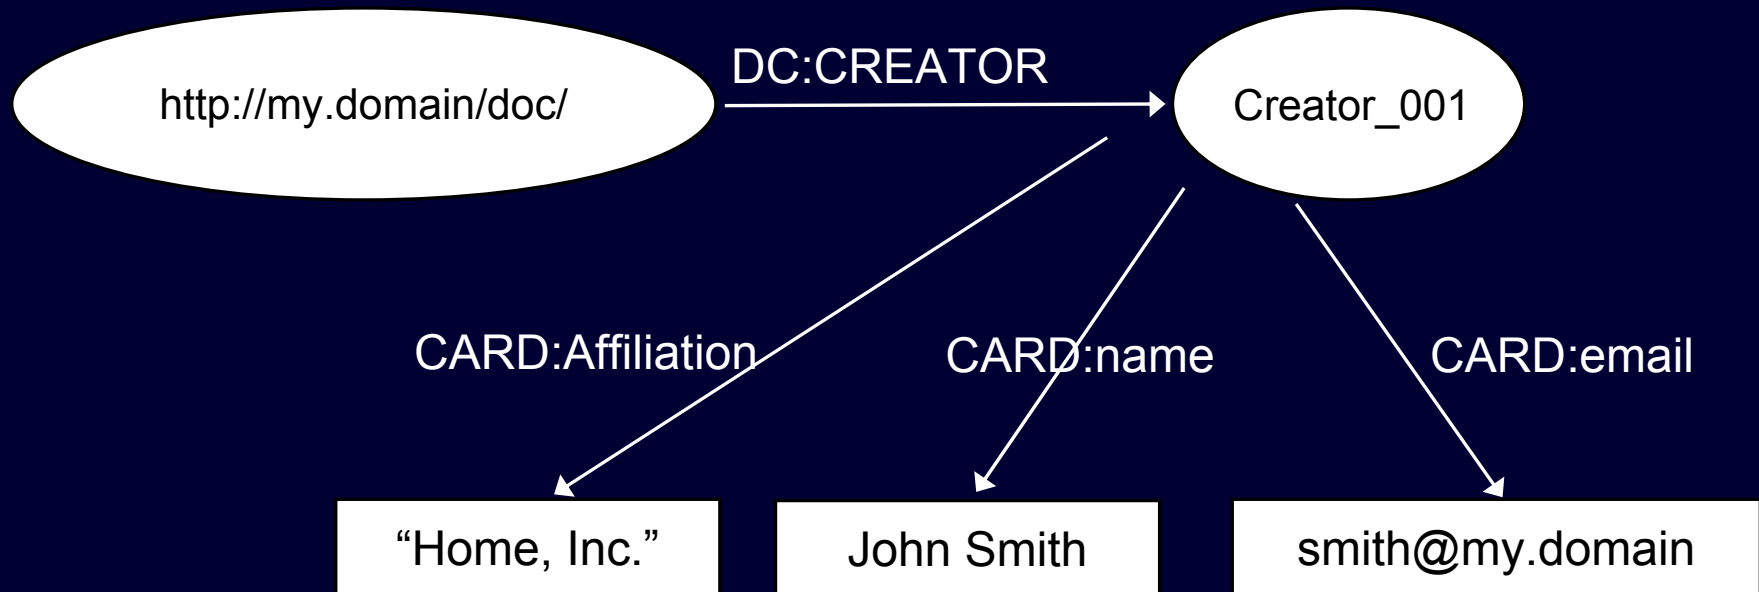 DC:CREATOR
http://my.domain/doc/
Creator_001
CARD:Affiliation
CARD:name
CARD:email
“Home, Inc.”
John Smith
smith@my.domain